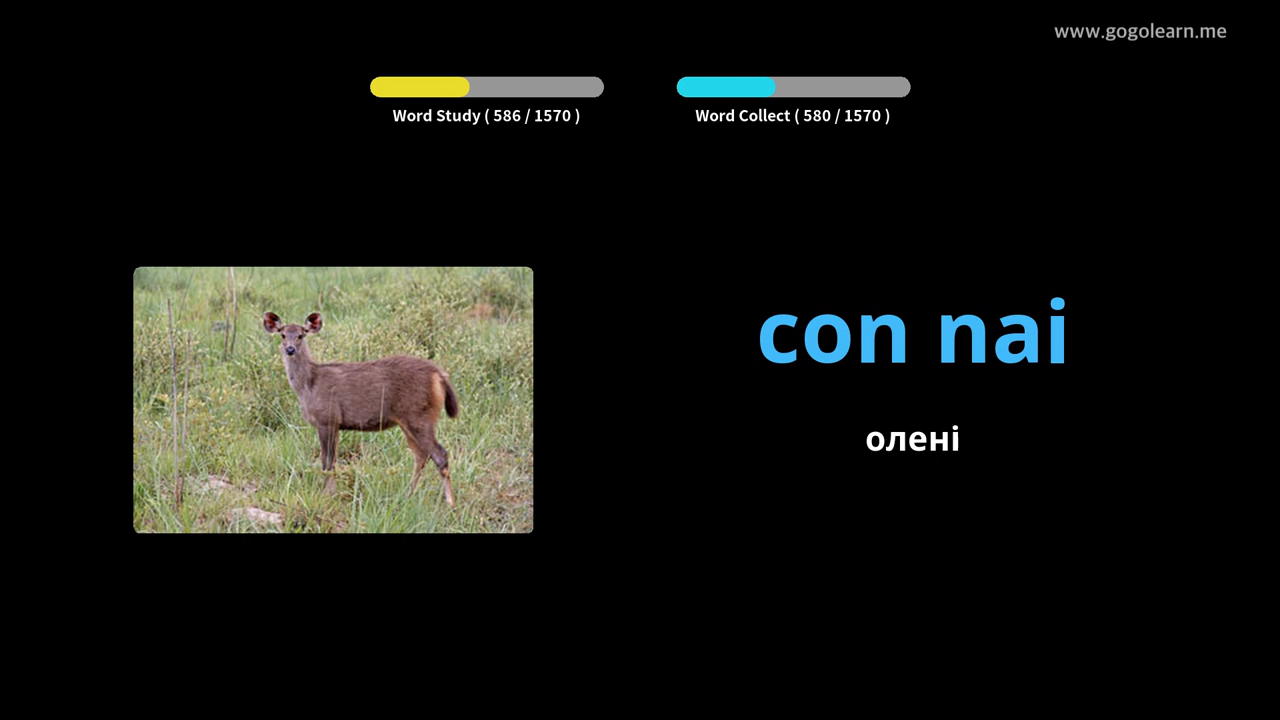 www.gogolearn.me
Word Study ( 586 / 1570 )
Word Collect ( 580 / 1570 )
con nai
олені